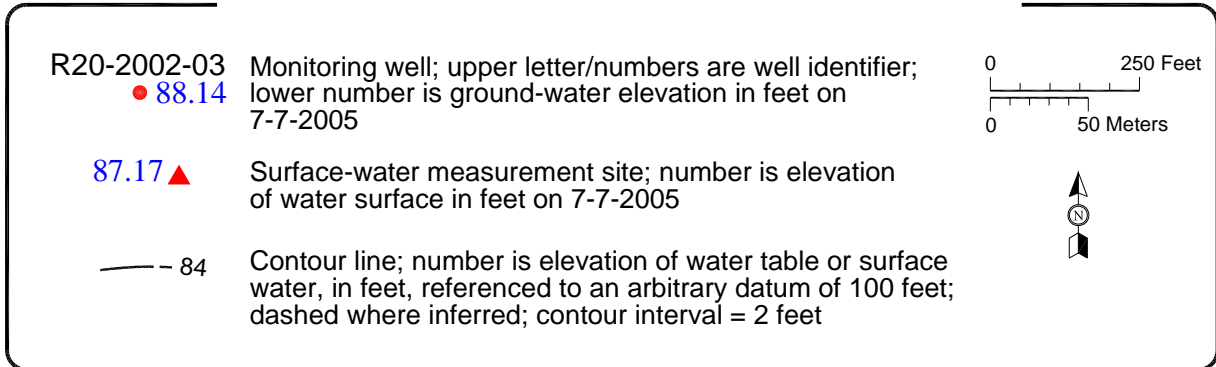 R20-2002-03
88.14
Monitoring well; upper letter/numbers are well identifier;
lower number is ground-water elevation in feet on
7-7-2005
87.17
Surface-water measurement site; number is elevation
of water surface in feet on 7-7-2005
84
Contour line; number is elevation of water table or surface
water, in feet, referenced to an arbitrary datum of 100 feet;
dashed where inferred; contour interval = 2 feet
0 250 Feet
0 50 Meters
N